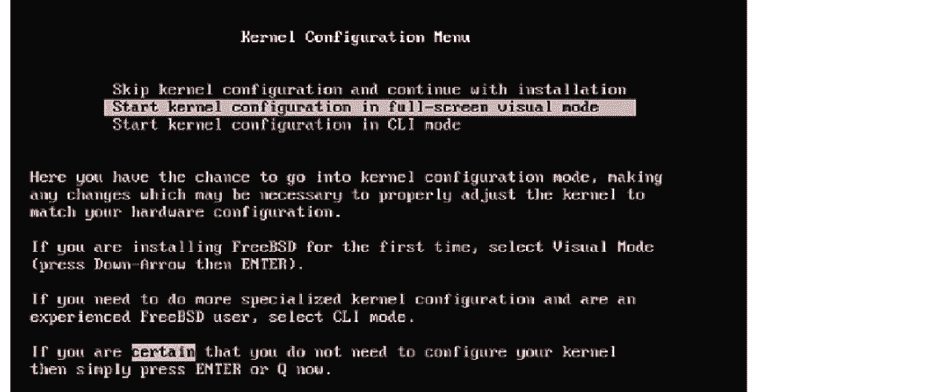 Kernel Configuration Menu
Skip kernel configuration and continue with installation
Start kernel configuration in full-screen visual mode
Start kernel configuration in CLI mode
Here you have the chance to go into kernel configuration mode, making
any changes which may be necessary to properly adjust the kernel to
match your hardware configuration.
If you are installing FreeBSD for the first time, select Visual Mode
(press Down-Arrow then ENTER).
If you need to do more specialized kernel configuration and are an
experienced FreeBSD user, select CLI mode.
If you are certain that you do not need to configure your kernel
then simply press ENTER or Q now.